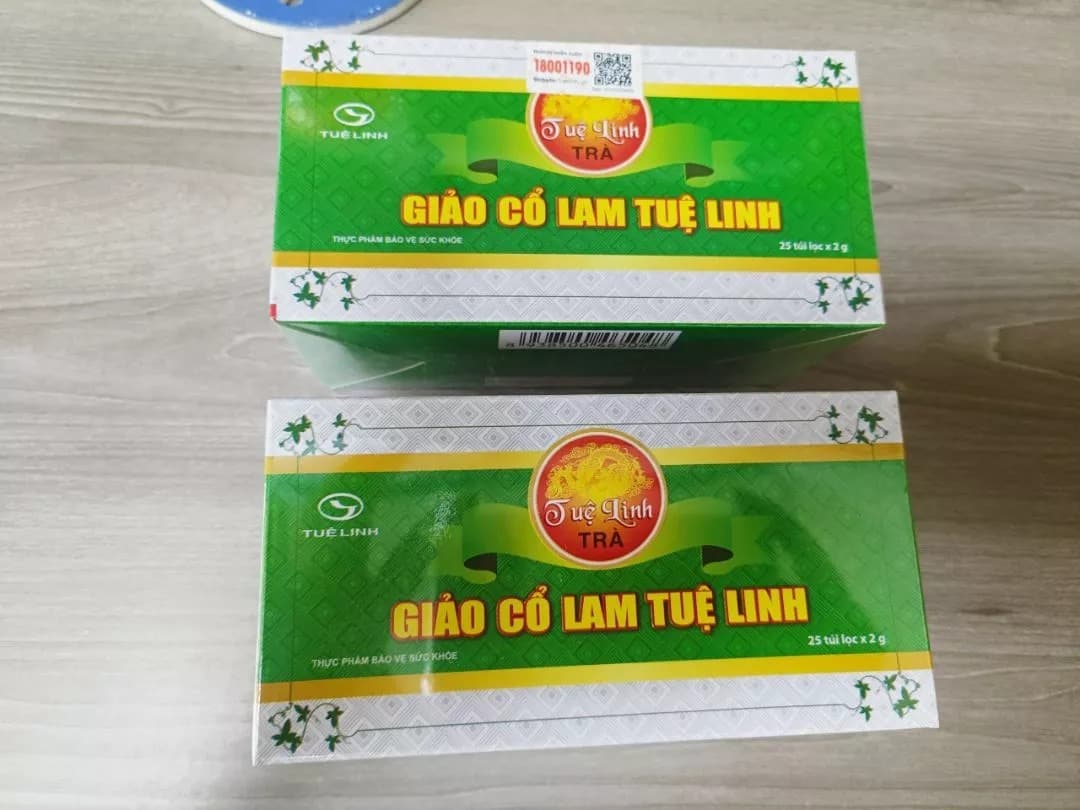 18001190
TUỆ LINH
Tuệ Linh
TRÀ
GIẢO CỔ LAM TUỆ LINH
THỰC PHẨM BẢO VỆ SỨC KHỎE
25 túi lọc x 2 g
Tuệ Linh
TRÀ
TUỆ LINH
GIẢO CỔ LAM TUỆ LINH
25 túi lọc x 2 g
THỰC PHẨM BẢO VỆ SỨC KHỎE